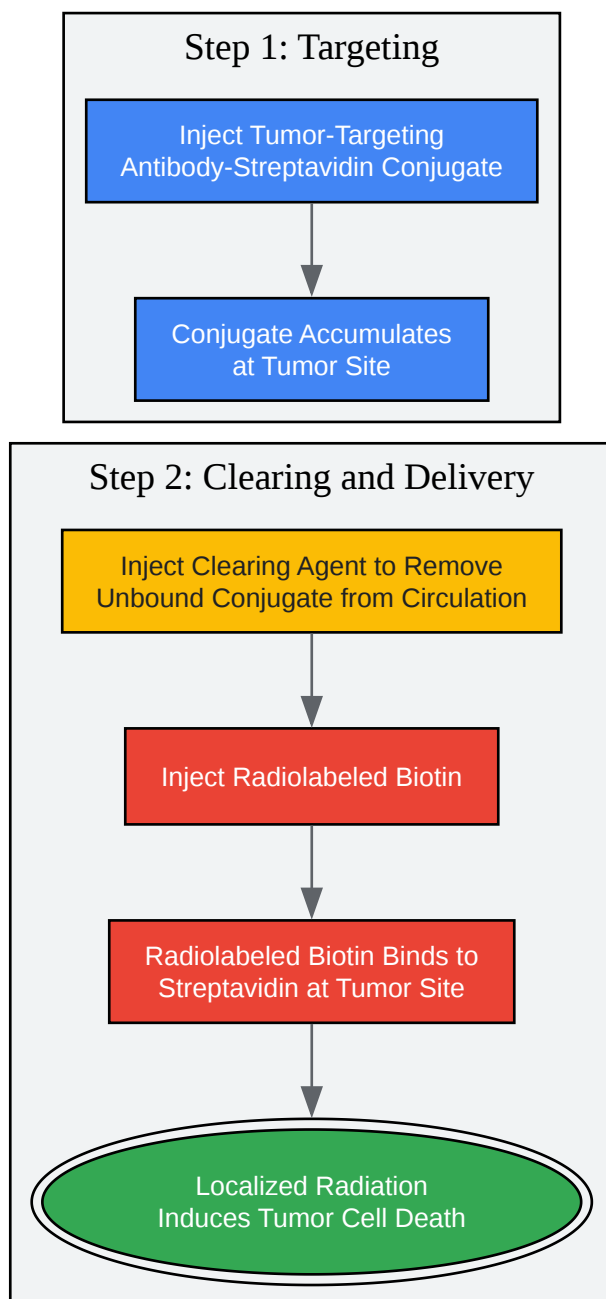 Step 1: Targeting
Inject Tumor-Targeting
Antibody-Streptavidin Conjugate
Conjugate Accumulates
at Tumor Site
Step 2: Clearing and Delivery
Inject Clearing Agent to Remove
Unbound Conjugate from Circulation
Inject Radiolabeled Biotin
Radiolabeled Biotin Binds to
Streptavidin at Tumor Site
Localized Radiation
Induces Tumor Cell Death